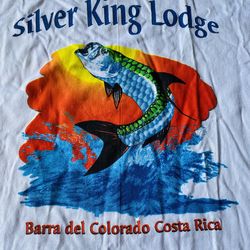 Silver King Lodge
Barra del Colorado Costa Rica